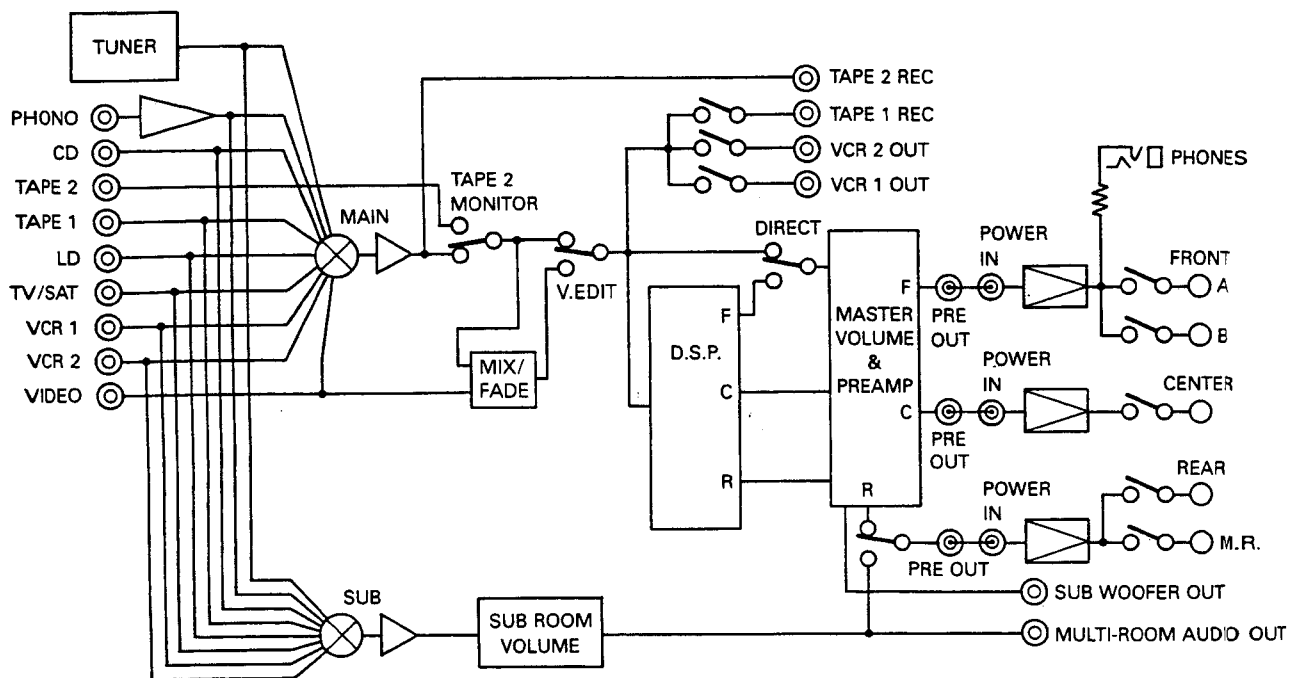 TUNER
PHONO
CD
TAPE 2
TAPE 1
LD
TV/SAT
VCR 1
VCR 2
VIDEO
MAIN
TAPE 2
MONITOR
V.EDIT
MIX/
FADE
TAPE 2 REC
TAPE 1 REC
VCR 2 OUT
VCR 1 OUT
DIRECT
D.S.P.
F
C
R
MASTER
VOLUME
&
PREAMP
F
C
R
PRE
OUT
POWER
IN
PHONES
FRONT
A
B
PRE
OUT
POWER
IN
CENTER
PRE OUT
POWER
IN
REAR
M.R.
SUB
SUB ROOM
VOLUME
SUB WOOFER OUT
MULTI-ROOM AUDIO OUT